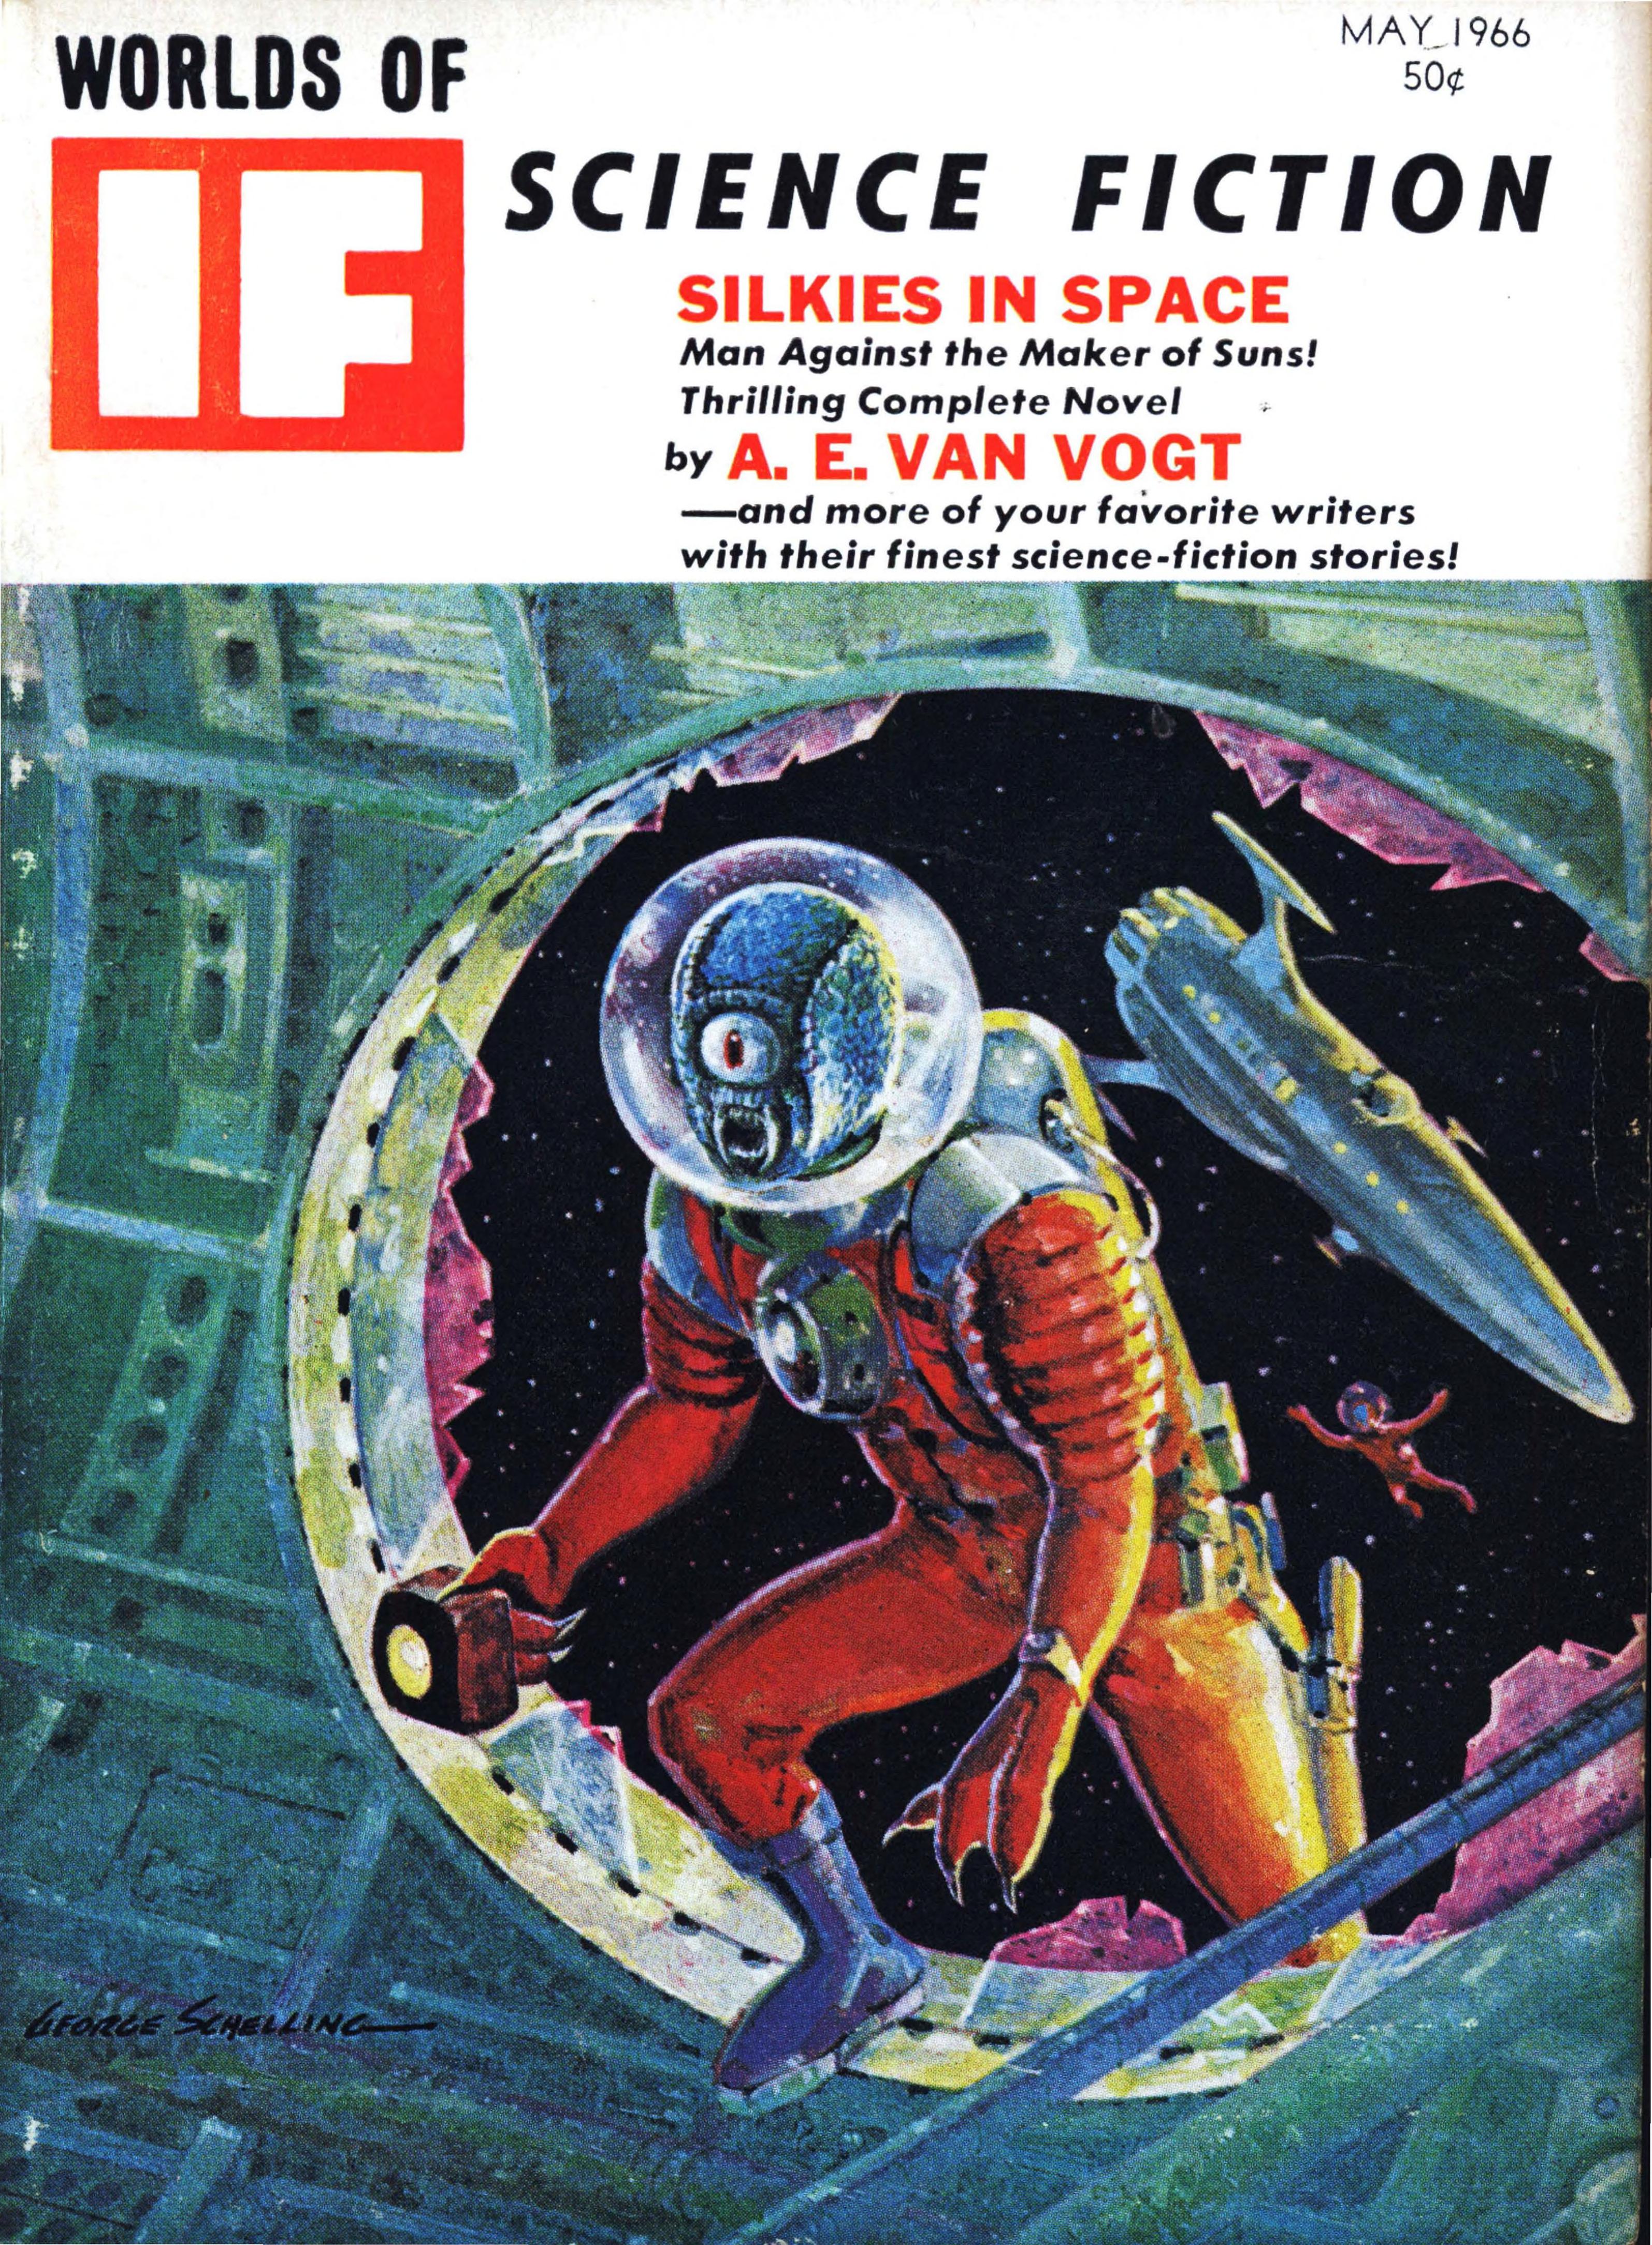 MAY 1966
50¢
WORLDS OF
IF
SCIENCE FICTION
SILKIES IN SPACE
Man Against the Maker of Suns!
Thrilling Complete Novel
by A. E. VAN VOGT
—and more of your favorite writers
with their finest science-fiction stories!
GEORGE SCHELLING